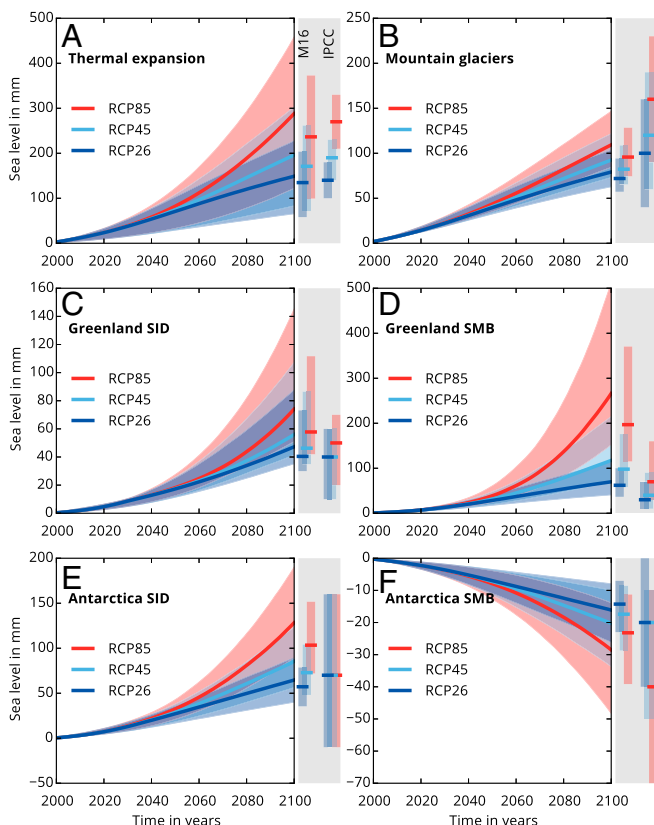 A
Thermal expansion
M16
IPCC
Sea level in mm
500
400
300
200
100
0
RCP85
RCP45
RCP26
2000 2020 2040 2060 2080 2100
B
Mountain glaciers
250
200
150
100
50
0
RCP85
RCP45
RCP26
2000 2020 2040 2060 2080 2100
C
Greenland SID
Sea level in mm
160
140
120
100
80
60
40
20
0
RCP85
RCP45
RCP26
2000 2020 2040 2060 2080 2100
D
Greenland SMB
500
400
300
200
100
0
RCP85
RCP45
RCP26
2000 2020 2040 2060 2080 2100
E
Antarctica SID
Sea level in mm
200
150
100
50
0
−50
RCP85
RCP45
RCP26
2000 2020 2040 2060 2080 2100
Time in years
F
Antarctica SMB
0
−10
−20
−30
−40
−50
−60
−70
RCP85
RCP45
RCP26
2000 2020 2040 2060 2080 2100
Time in years